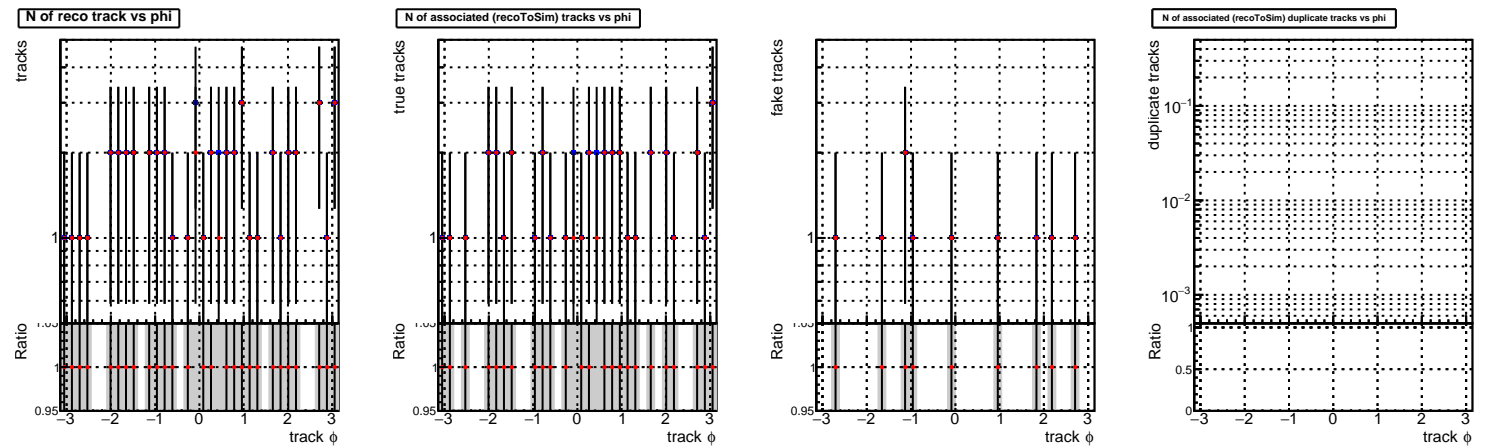 N of reco track vs phi
tracks
1
Ratio
1.05
1
0.95
−3 −2 −1 0 1 2 3
track ϕ
N of associated (recoToSim) tracks vs phi
true tracks
1
Ratio
1.05
1
0.95
−3 −2 −1 0 1 2 3
track ϕ
fake tracks
1
Ratio
1.05
1
0.95
−3 −2 −1 0 1 2 3
track ϕ
N of associated (recoToSim) duplicate tracks vs phi
duplicate tracks
10−1
10−2
10−3
Ratio
1
0.5
0
−3 −2 −1 0 1 2 3
track ϕ